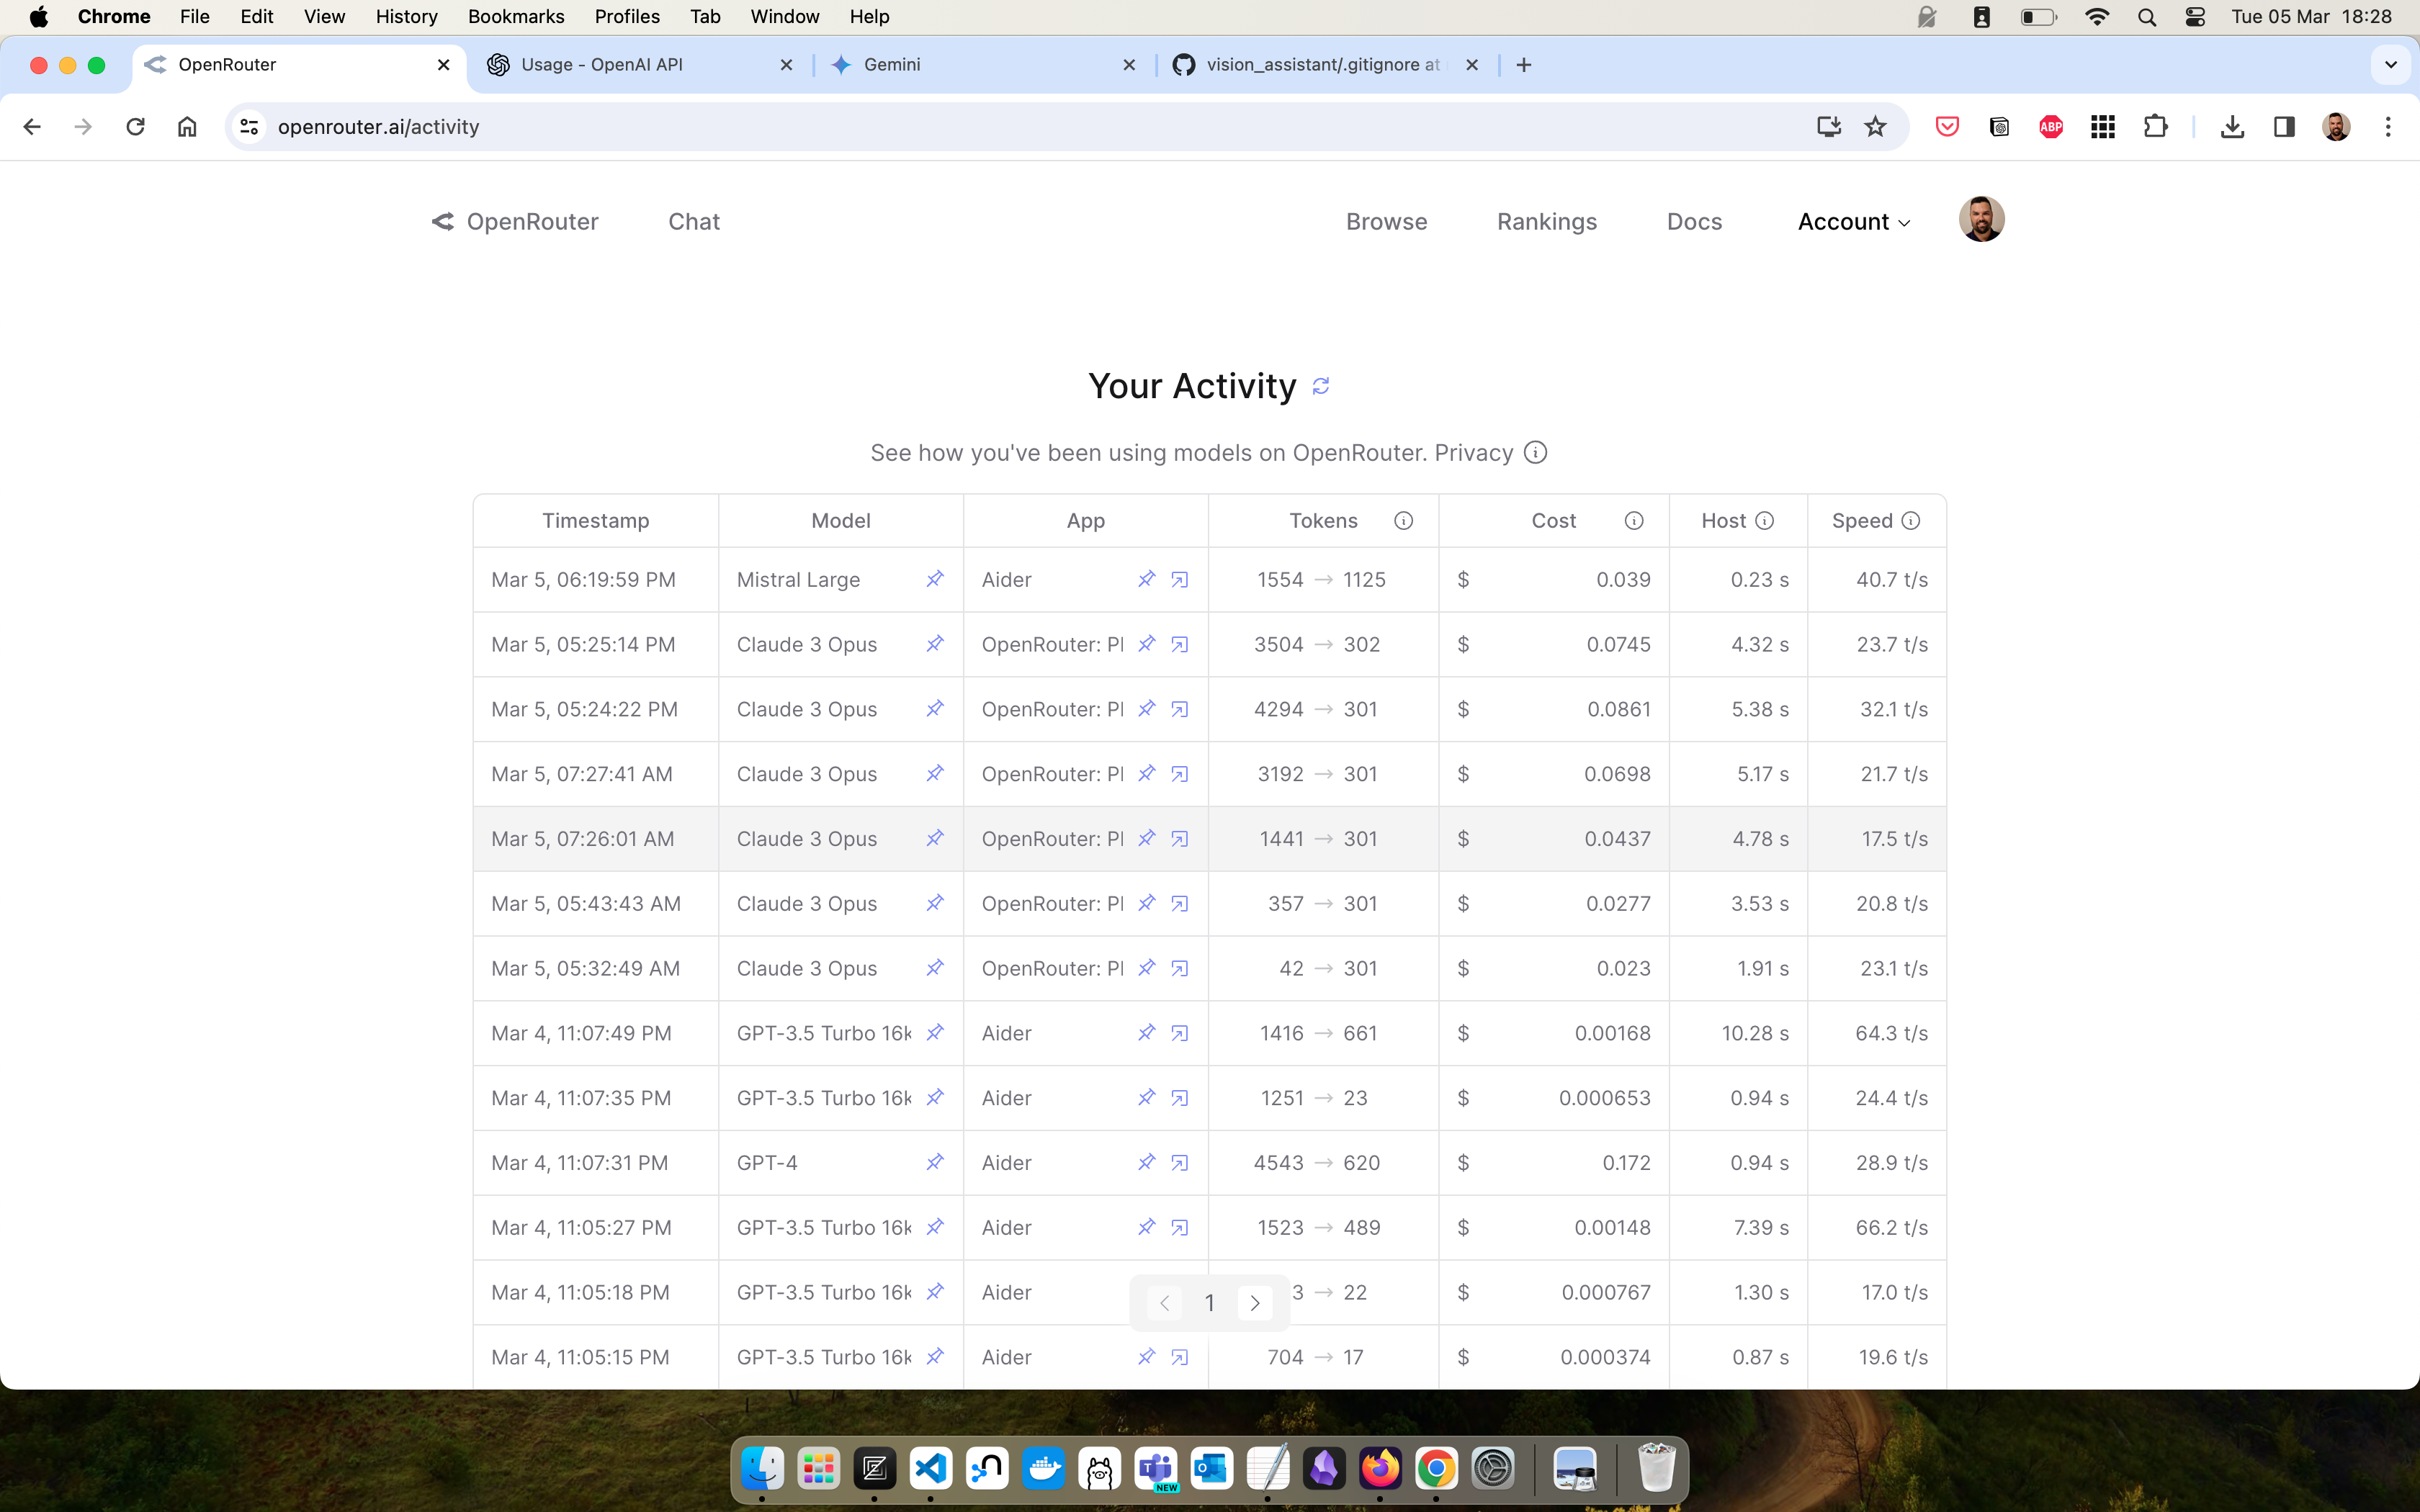 Chrome File Edit View History Bookmarks Profiles Tab Window Help Tue 05 Mar 18:28
OpenRouter Usage - OpenAI API Gemini vision_assistant/.gitignore at
openrouter.ai/activity ABP
OpenRouter Chat Browse Rankings Docs Account
Your Activity
See how you've been using models on OpenRouter. Privacy
Timestamp Model App Tokens Cost Host Speed
Mar 5, 06:19:59 PM Mistral Large Aider 1554 → 1125 $ 0.039 0.23 s 40.7 t/s
Mar 5, 05:25:14 PM Claude 3 Opus OpenRouter: Pl 3504 → 302 $ 0.0745 4.32 s 23.7 t/s
Mar 5, 05:24:22 PM Claude 3 Opus OpenRouter: Pl 4294 → 301 $ 0.0861 5.38 s 32.1 t/s
Mar 5, 07:27:41 AM Claude 3 Opus OpenRouter: Pl 3192 → 301 $ 0.0698 5.17 s 21.7 t/s
Mar 5, 07:26:01 AM Claude 3 Opus OpenRouter: Pl 1441 → 301 $ 0.0437 4.78 s 17.5 t/s
Mar 5, 05:43:43 AM Claude 3 Opus OpenRouter: Pl 357 → 301 $ 0.0277 3.53 s 20.8 t/s
Mar 5, 05:32:49 AM Claude 3 Opus OpenRouter: Pl 42 → 301 $ 0.023 1.91 s 23.1 t/s
Mar 4, 11:07:49 PM GPT-3.5 Turbo 16k Aider 1416 → 661 $ 0.00168 10.28 s 64.3 t/s
Mar 4, 11:07:35 PM GPT-3.5 Turbo 16k Aider 1251 → 23 $ 0.000653 0.94 s 24.4 t/s
Mar 4, 11:07:31 PM GPT-4 Aider 4543 → 620 $ 0.172 0.94 s 28.9 t/s
Mar 4, 11:05:27 PM GPT-3.5 Turbo 16k Aider 1523 → 489 $ 0.00148 7.39 s 66.2 t/s
Mar 4, 11:05:18 PM GPT-3.5 Turbo 16k Aider 3 → 22 $ 0.000767 1.30 s 17.0 t/s
1
Mar 4, 11:05:15 PM GPT-3.5 Turbo 16k Aider 704 → 17 $ 0.000374 0.87 s 19.6 t/s
NEW